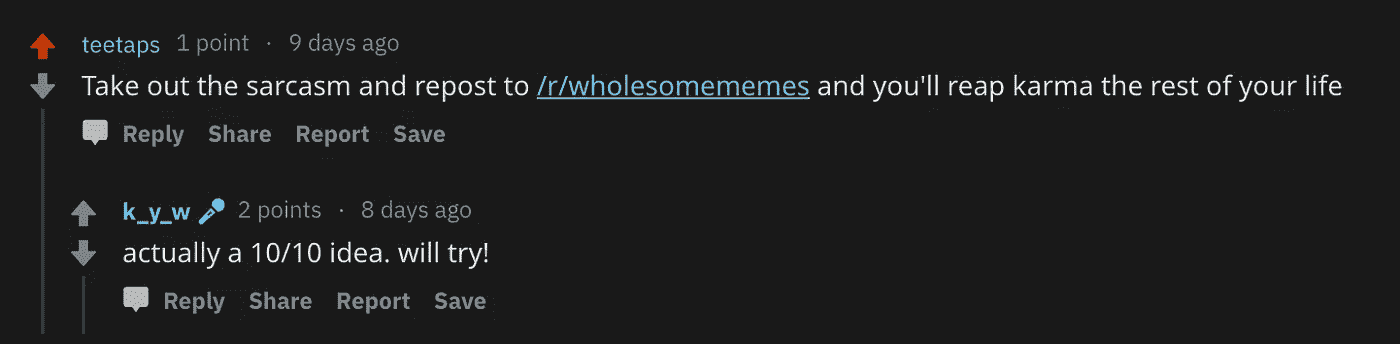 teetaps 1 point · 9 days ago
Take out the sarcasm and repost to /r/wholesomememes and you'll reap karma the rest of your life
Reply Share Report Save
k_y_w 2 points · 8 days ago
actually a 10/10 idea. will try!
Reply Share Report Save